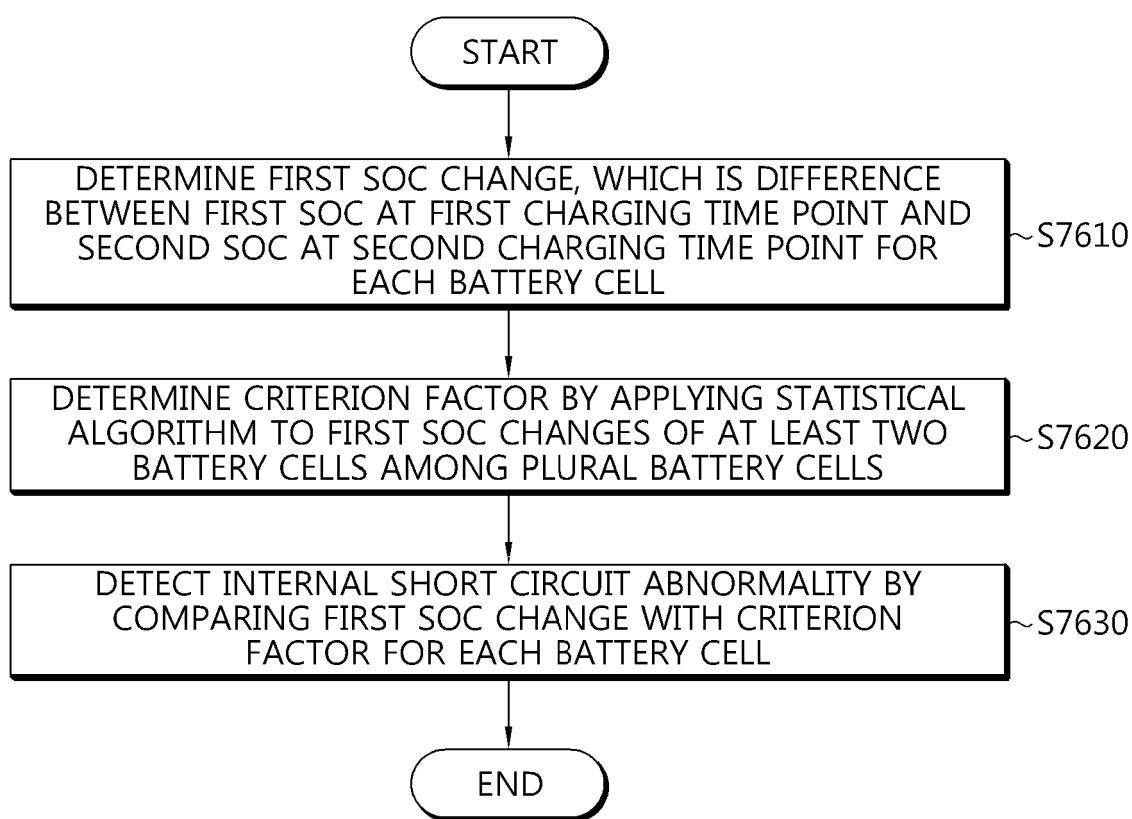 START
DETERMINE FIRST SOC CHANGE, WHICH IS DIFFERENCE
BETWEEN FIRST SOC AT FIRST CHARGING TIME POINT AND
SECOND SOC AT SECOND CHARGING TIME POINT FOR
EACH BATTERY CELL
S7610
DETERMINE CRITERION FACTOR BY APPLYING STATISTICAL
ALGORITHM TO FIRST SOC CHANGES OF AT LEAST TWO
BATTERY CELLS AMONG PLURAL BATTERY CELLS
S7620
DETECT INTERNAL SHORT CIRCUIT ABNORMALITY BY
COMPARING FIRST SOC CHANGE WITH CRITERION
FACTOR FOR EACH BATTERY CELL
S7630
END